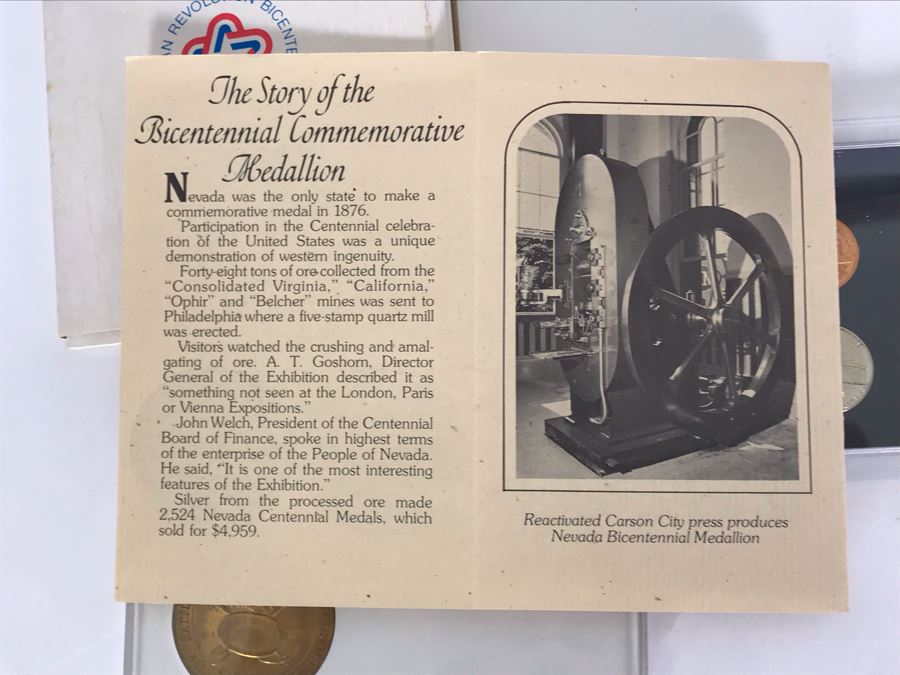 AN REVOLUTION BICENTE
The Story of the
Bicentennial Commemorative
Medallion
Nevada was the only state to make a
commemorative medal in 1876.
Participation in the Centennial celebra-
tion of the United States was a unique
demonstration of western ingenuity.
Forty-eight tons of ore collected from the
“Consolidated Virginia,” “California,”
“Ophir” and “Belcher” mines was sent to
Philadelphia where a five-stamp quartz mill
was erected.
Visitors watched the crushing and amal-
gating of ore. A. T. Goshorn, Director
General of the Exhibition described it as
“something not seen at the London, Paris
or Vienna Expositions.”
John Welch, President of the Centennial
Board of Finance, spoke in highest terms
of the enterprise of the People of Nevada.
He said, “It is one of the most interesting
features of the Exhibition.”
Silver from the processed ore made
2,524 Nevada Centennial Medals, which
sold for $4,959.
Reactivated Carson City press produces
Nevada Bicentennial Medallion